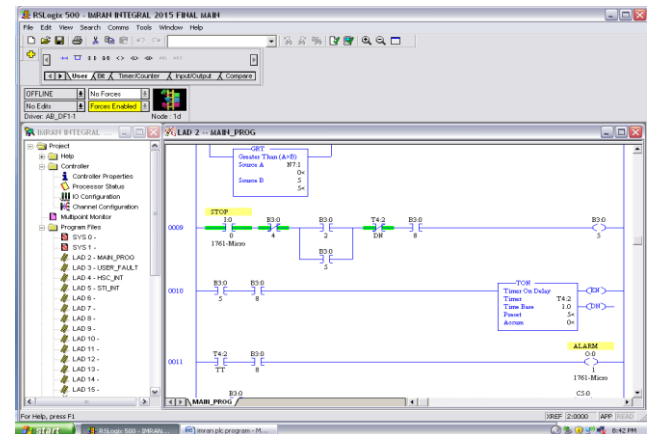 RSLogix 500 - IMRAN INTEGRAL 2015 FINAL MAIN
File Edit View Search Comms Tools Window Help
User Bit Timer/Counter Input/Output Compare
OFFLINE No Forces
No Edits Forces Enabled
Driver: AB_DF1-1 Node: 1d
IMRAN INTEGRAL
Project
Help
Controller
Controller Properties
Processor Status
IO Configuration
Channel Configuration
Multipoint Monitor
Program Files
SYS 0 -
SYS 1 -
LAD 2 - MAIN_PROG
LAD 3 - USER_FAULT
LAD 4 - HSC_INT
LAD 5 - STI_INT
LAD 6 -
LAD 7 -
LAD 8 -
LAD 9 -
LAD 10 -
LAD 11 -
LAD 12 -
LAD 13 -
LAD 14 -
LAD 15 -
LAD 2 -- MAIN_PROG
GRT
Greater Than (A>B)
Source A N7:1
0<
Source B 5
5<
STOP
0009 I:0 B3:0 B3:0 T4:2 B3:0 B3:0
0 4 2 DN 8 5
1761-Micro
B3:0
5
0010 B3:0 B3:0
5 8
TON
Timer On Delay EN
Timer T4:2
Time Base 1.0 DN
Preset 5<
Accum 0<
ALARM
0011 T4:2 B3:0 O:0
TT 8 1
1761-Micro
B3:0 C5:0
MAIN_PROG
For Help, press F1
XREF 2:0000 APP READ
start RSLogix 500 - IMRAN... imran plc program - M... 8:42 PM